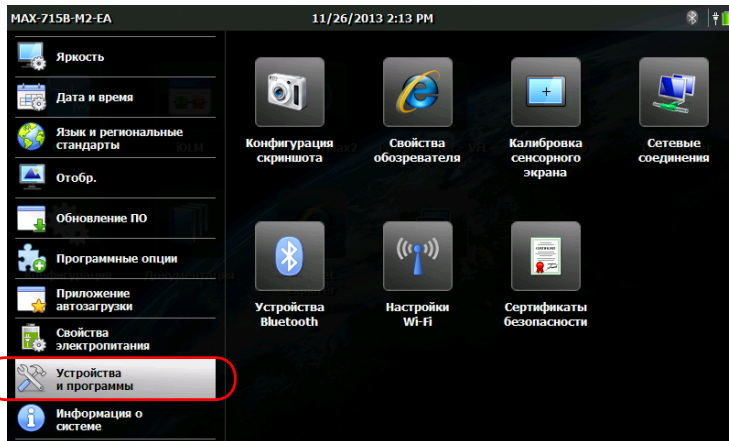 MAX-715B-M2-EA
11/26/2013 2:13 PM
Яркость
Дата и время
Язык и региональные
стандарты
Отобр.
Обновление ПО
Программные опции
Приложение
автозагрузки
Свойства
электропитания
Устройства
и программы
Информация о
системе
Конфигурация
скриншота
Свойства
обозревателя
Калибровка
сенсорного
экрана
Сетевые
соединения
Устройства
Bluetooth
Настройки
Wi-Fi
Сертификаты
безопасности